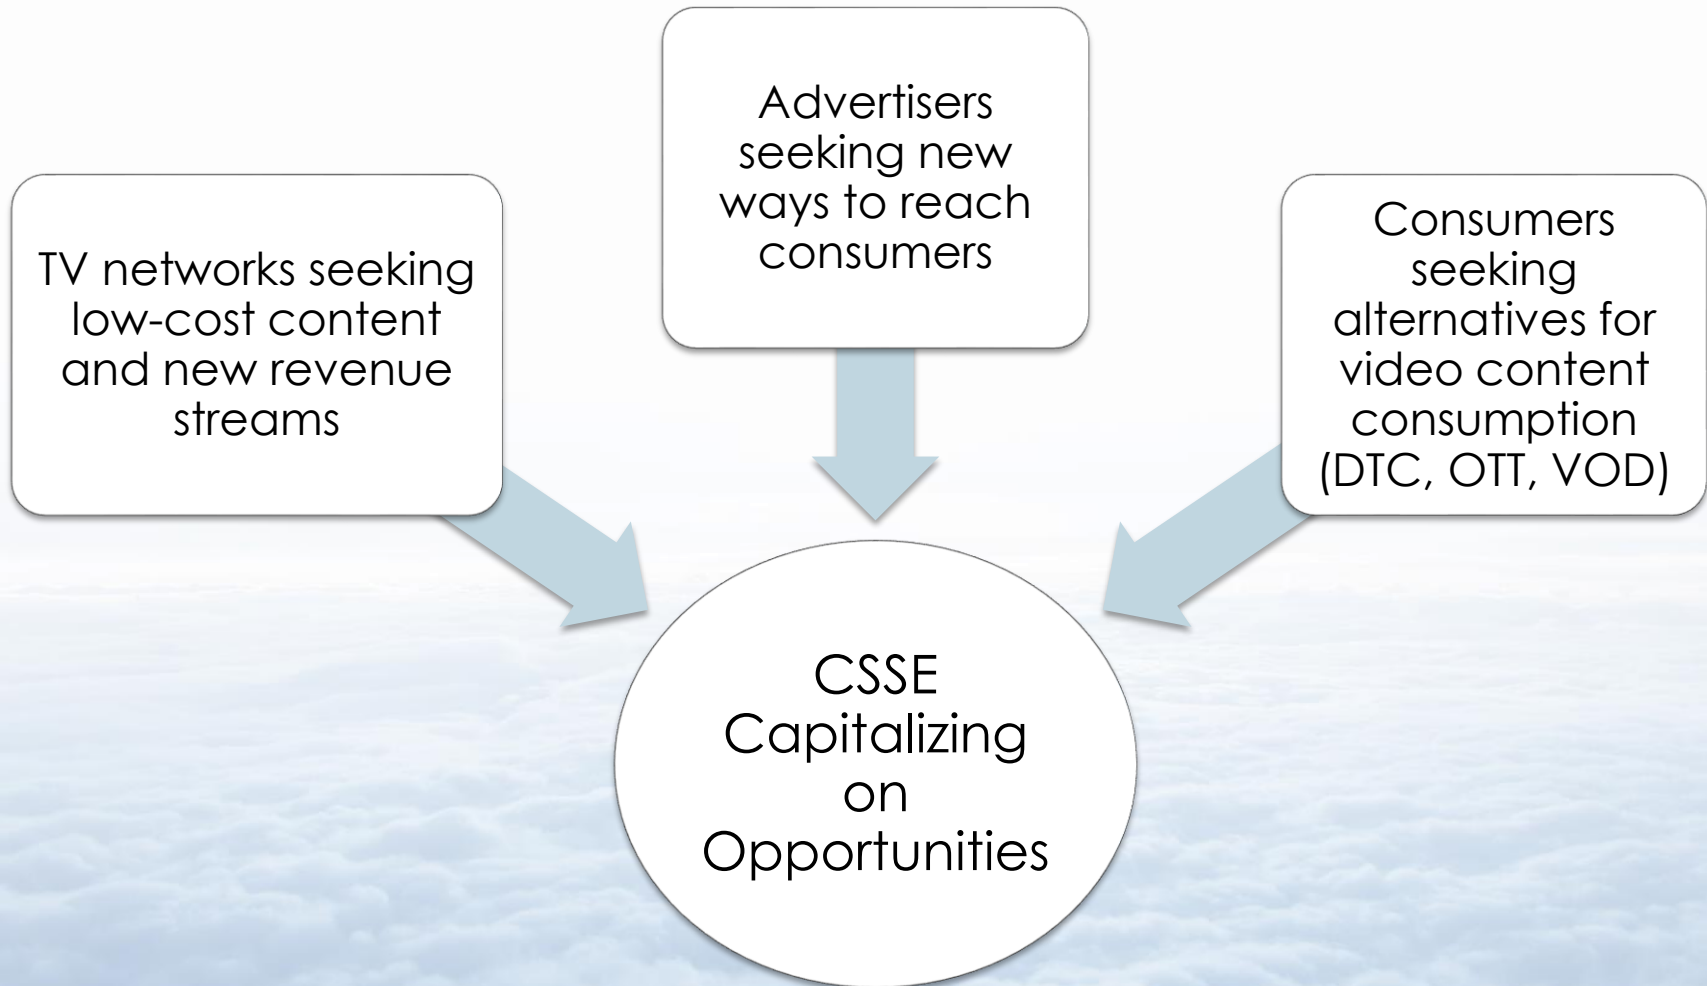 TV networks seeking
low-cost content
and new revenue
streams
Advertisers
seeking new
ways to reach
consumers
Consumers
seeking
alternatives for
video content
consumption
(DTC, OTT, VOD)
CSSE
Capitalizing
on
Opportunities